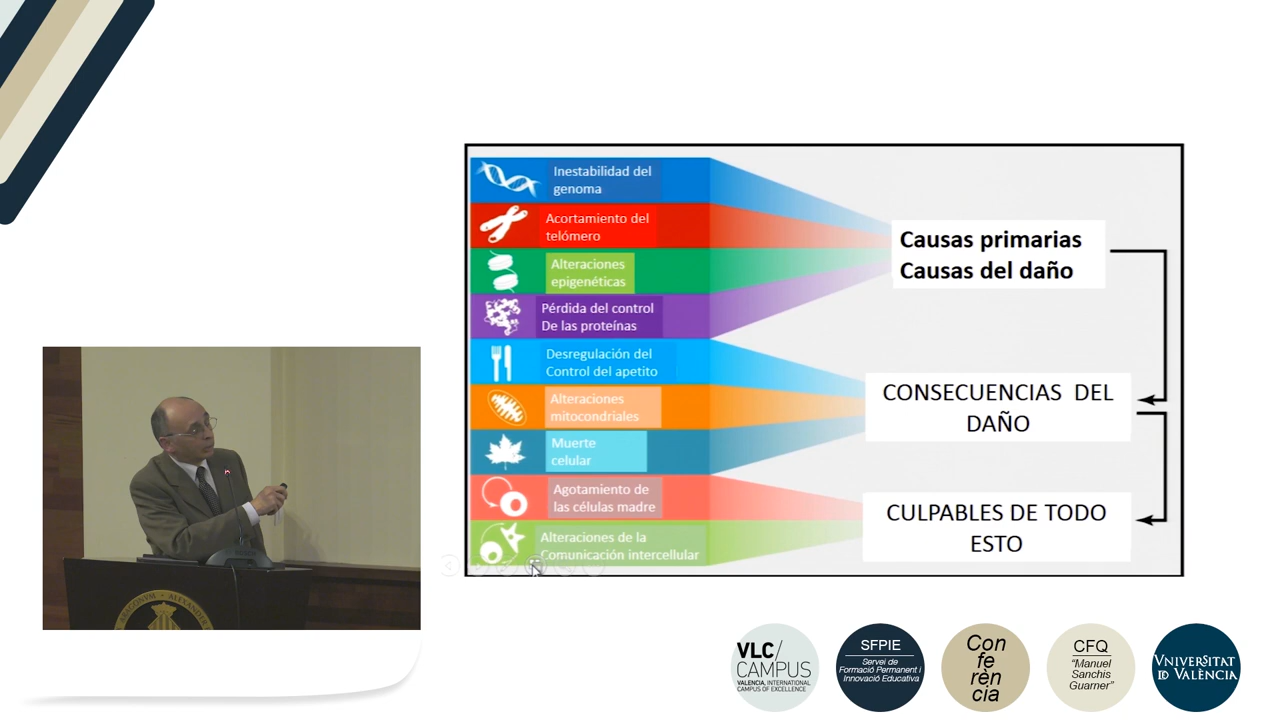 Inestabilidad del
genoma
Acortamiento del
telómero
Alteraciones
epigenéticas
Pérdida del control
De las proteínas
Desregulación del
Control del apetito
Alteraciones
mitocondriales
Muerte
celular
Agotamiento de
las células madre
Alteraciones de la
Comunicación intercellular
Causas primarias
Causas del daño
CONSECUENCIAS DEL
DAÑO
CULPABLES DE TODO
ESTO
ARAGONVM • ALEXANDER
VLC/
CAMPUS
VALENCIA, INTERNATIONAL
CAMPUS OF EXCELLENCE
SFPIE
Servei de
Formació Permanent i
Innovació Educativa
Con
fe
rèn
cia
CFQ
"Manuel
Sanchis
Guarner"
VNIVERSITAT
ID VALÈNCIA